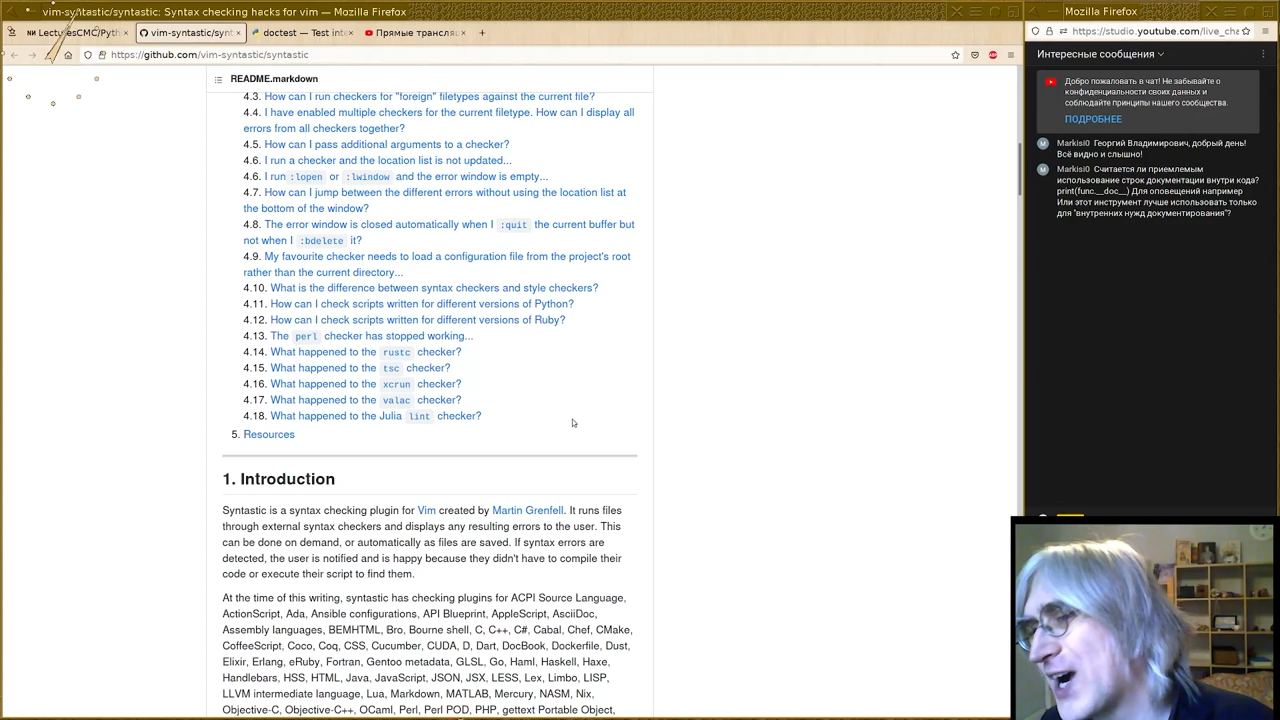 vim-syntastic/syntastic: Syntax checking hacks for vim — Mozilla Firefox
LecturesCMC/Pyth
vim-syntastic/synt
doctest — Test inte
Прямые трансляц
https://github.com/vim-syntastic/syntastic
README.markdown
4.3. How can I run checkers for "foreign" filetypes against the current file?
4.4. I have enabled multiple checkers for the current filetype. How can I display all
errors from all checkers together?
4.5. How can I pass additional arguments to a checker?
4.6. I run a checker and the location list is not updated...
4.6. I run :lopen or :lwindow and the error window is empty...
4.7. How can I jump between the different errors without using the location list at
the bottom of the window?
4.8. The error window is closed automatically when I :quit the current buffer but
not when I :bdelete it?
4.9. My favourite checker needs to load a configuration file from the project's root
rather than the current directory...
4.10. What is the difference between syntax checkers and style checkers?
4.11. How can I check scripts written for different versions of Python?
4.12. How can I check scripts written for different versions of Ruby?
4.13. The perl checker has stopped working...
4.14. What happened to the rustc checker?
4.15. What happened to the tsc checker?
4.16. What happened to the xcrun checker?
4.17. What happened to the valac checker?
4.18. What happened to the Julia lint checker?
5. Resources
1. Introduction
Syntastic is a syntax checking plugin for Vim created by Martin Grenfell. It runs files
through external syntax checkers and displays any resulting errors to the user. This
can be done on demand, or automatically as files are saved. If syntax errors are
detected, the user is notified and is happy because they didn't have to compile their
code or execute their script to find them.
At the time of this writing, syntastic has checking plugins for ACPI Source Language,
ActionScript, Ada, Ansible configurations, API Blueprint, AppleScript, AsciiDoc,
Assembly languages, BEMHTML, Bro, Bourne shell, C, C++, C#, Cabal, Chef, CMake,
CoffeeScript, Coco, Coq, CSS, Cucumber, CUDA, D, Dart, DocBook, Dockerfile, Dust,
Elixir, Erlang, eRuby, Fortran, Gentoo metadata, GLSL, Go, Haml, Haskell, Haxe,
Handlebars, HSS, HTML, Java, JavaScript, JSON, JSX, LESS, Lex, Limbo, LISP,
LLVM intermediate language, Lua, Markdown, MATLAB, Mercury, NASM, Nix,
Objective-C, Objective-C++, OCaml, Perl, Perl POD, PHP, gettext Portable Object,
Mozilla Firefox
https://studio.youtube.com/live_cha
Интересные сообщения
Добро пожаловать в чат! Не забывайте о
конфиденциальности своих данных и
соблюдайте принципы нашего сообщества.
ПОДРОБНЕЕ
M Markisi0 Георгий Владимирович, добрый день!
Всё видно и слышно!
M Markisi0 Считается ли приемлемым
использование строк документации внутри кода?
print(func.__doc__) Для оповещений например
Или этот инструмент лучше использовать только
для "внутренних нужд документирования"?